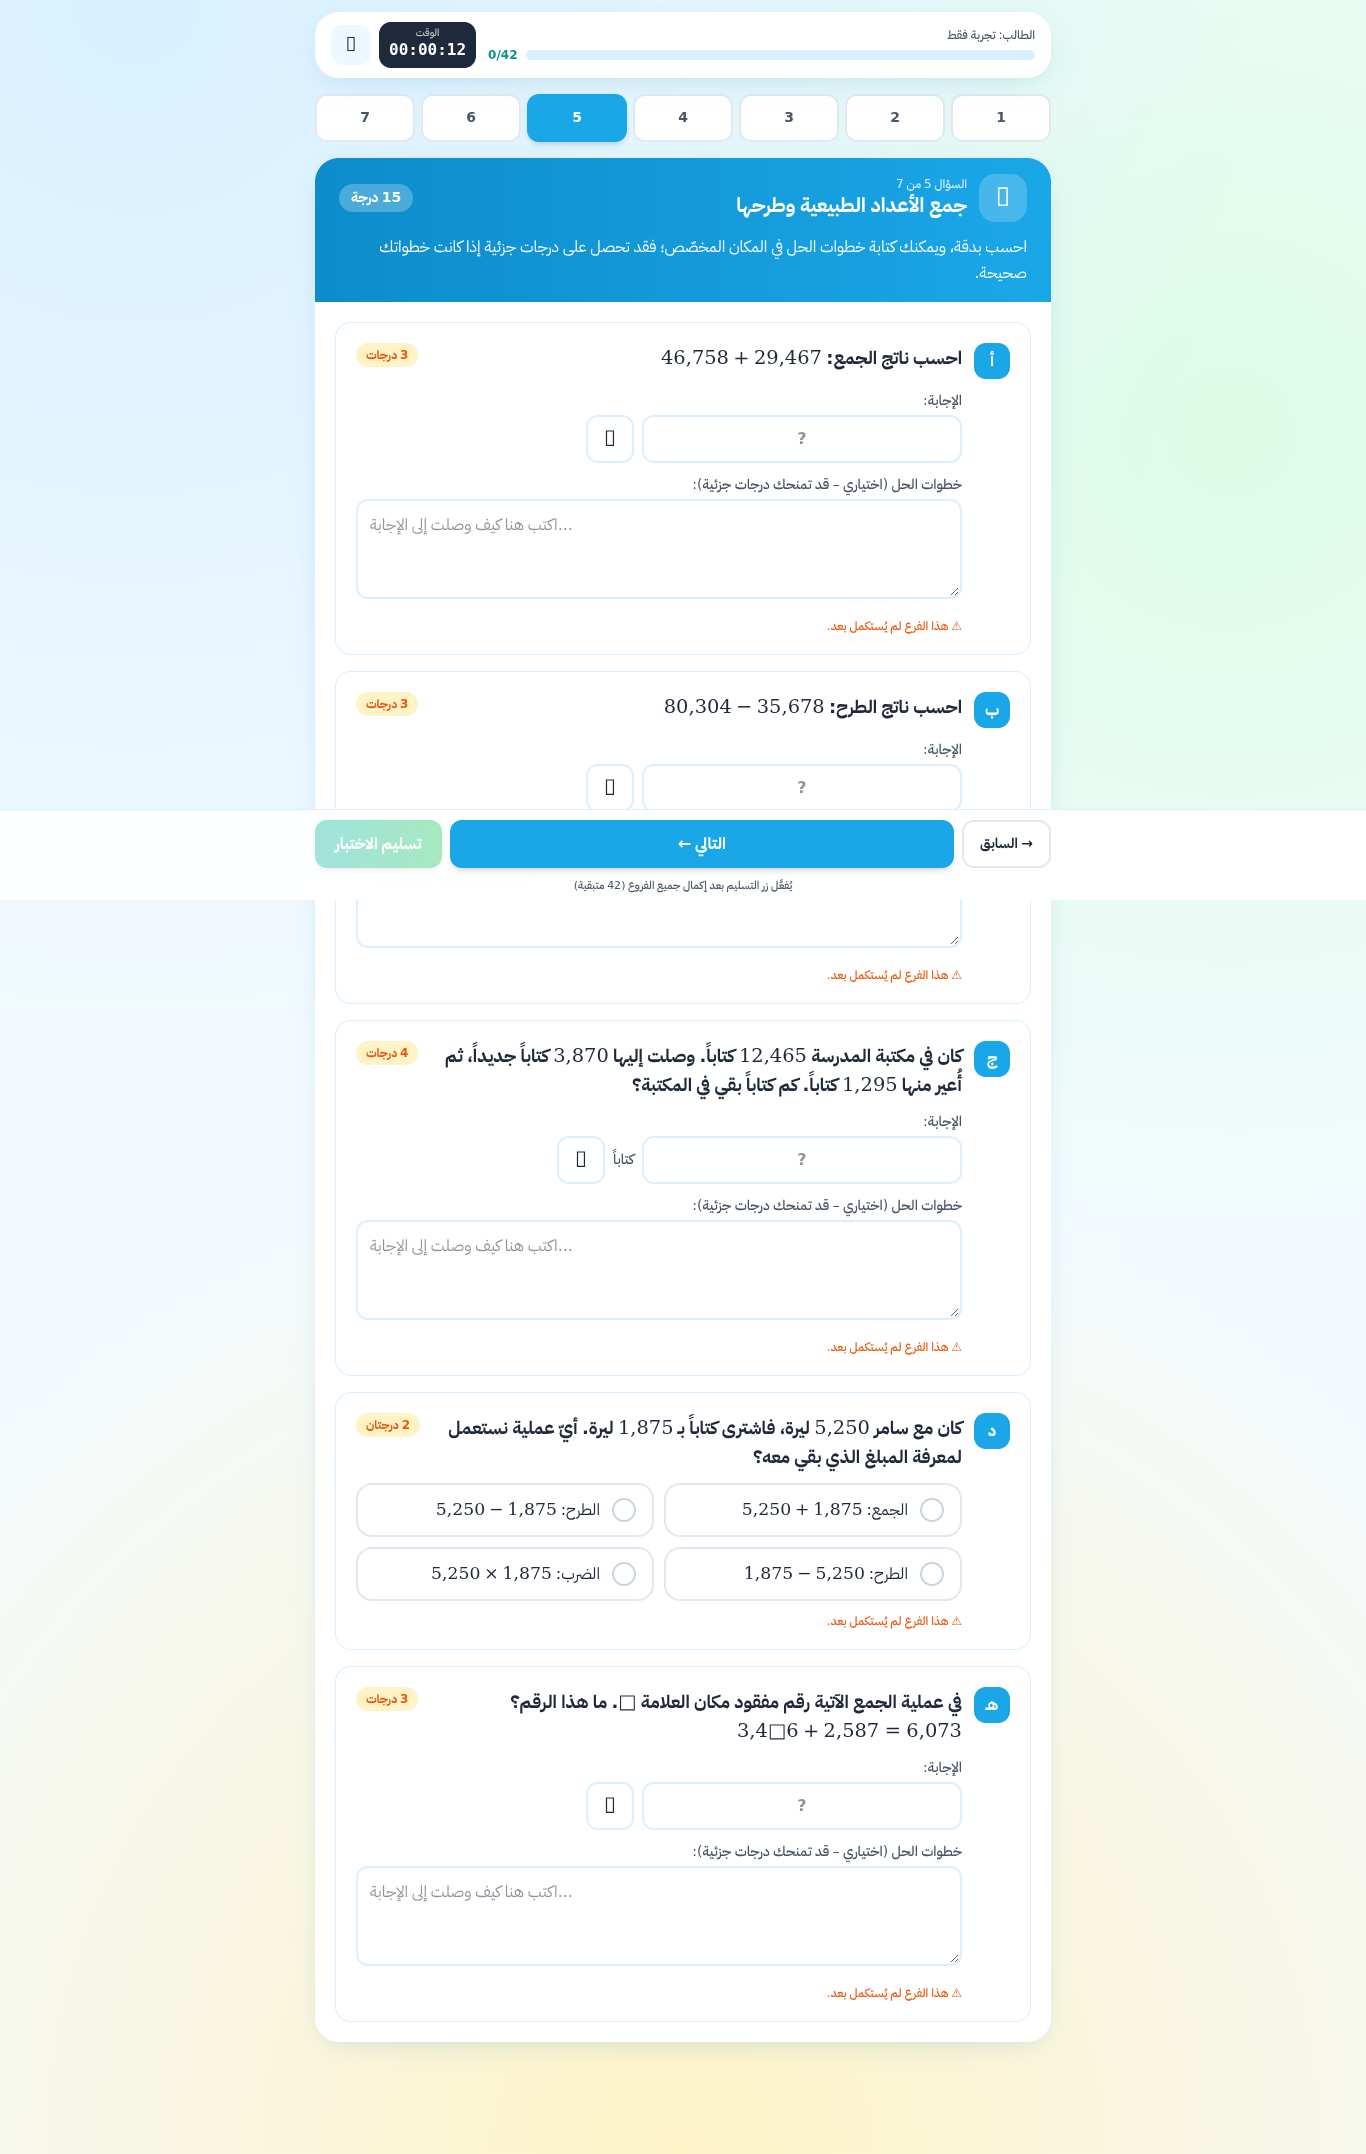 الطالب: تجربة فقط
0/42
الوقت
00:00:12
1
2
3
4
5
6
7
السؤال 5 من 7
جمع الأعداد الطبيعية وطرحها
15 درجة
احسب بدقة، ويمكنك كتابة خطوات الحل في المكان المخصّص؛ فقد تحصل على درجات جزئية إذا كانت خطواتك
صحيحة.
أ
احسب ناتج الجمع: 46,758 + 29,467
3 درجات
الإجابة:
?
خطوات الحل (اختياري – قد تمنحك درجات جزئية):
اكتب هنا كيف وصلت إلى الإجابة...
⚠ هذا الفرع لم يُستكمل بعد.
ب
احسب ناتج الطرح: 80,304 − 35,678
3 درجات
الإجابة:
?
→ السابق
التالي ←
تسليم الاختبار
يُفعَّل زر التسليم بعد إكمال جميع الفروع (42 متبقية)
⚠ هذا الفرع لم يُستكمل بعد.
ج
كان في مكتبة المدرسة 12,465 كتاباً. وصلت إليها 3,870 كتاباً جديداً، ثم
أُعير منها 1,295 كتاباً. كم كتاباً بقي في المكتبة؟
4 درجات
الإجابة:
?
كتاباً
خطوات الحل (اختياري – قد تمنحك درجات جزئية):
اكتب هنا كيف وصلت إلى الإجابة...
⚠ هذا الفرع لم يُستكمل بعد.
د
كان مع سامر 5,250 ليرة، فاشترى كتاباً بـ 1,875 ليرة. أيّ عملية نستعمل
لمعرفة المبلغ الذي بقي معه؟
2 درجتان
الجمع: 5,250 + 1,875
الطرح: 5,250 − 1,875
الطرح: 1,875 − 5,250
الضرب: 5,250 × 1,875
⚠ هذا الفرع لم يُستكمل بعد.
هـ
في عملية الجمع الآتية رقم مفقود مكان العلامة □. ما هذا الرقم؟
3,4□6 + 2,587 = 6,073
3 درجات
الإجابة:
?
خطوات الحل (اختياري – قد تمنحك درجات جزئية):
اكتب هنا كيف وصلت إلى الإجابة...
⚠ هذا الفرع لم يُستكمل بعد.